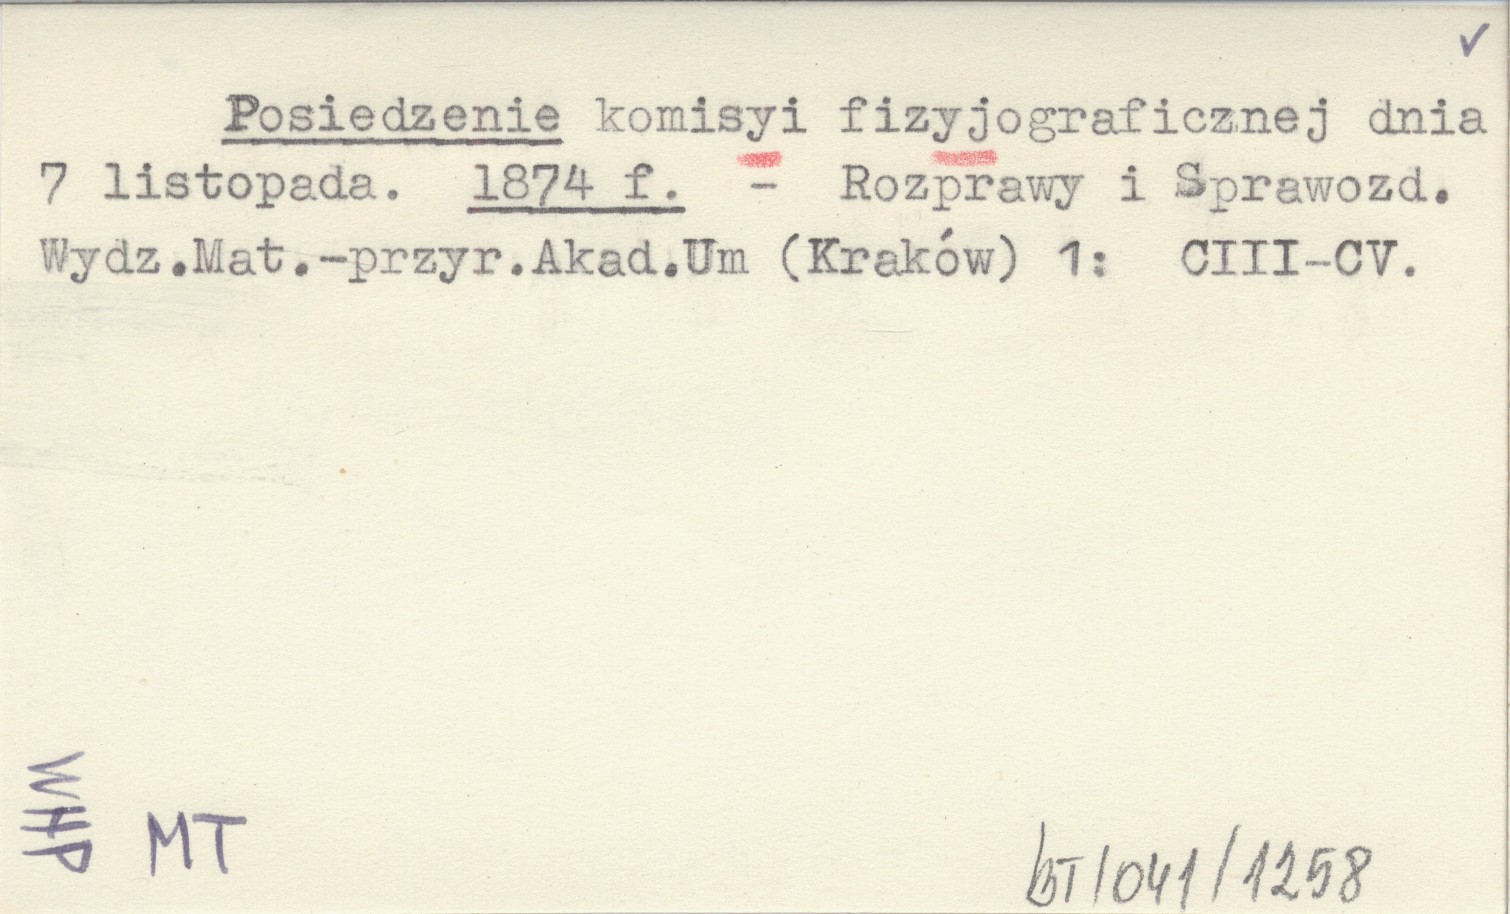 ✓
Posiedzenie komisyi fizyjograficznej dnia
7 listopada. 1874 f. - Rozprawy i Sprawozd.
Wydz.Mat.-przyr.Akad.Um (Kraków) 1: CIII-CV.
WHP
MT
BT/041/1258